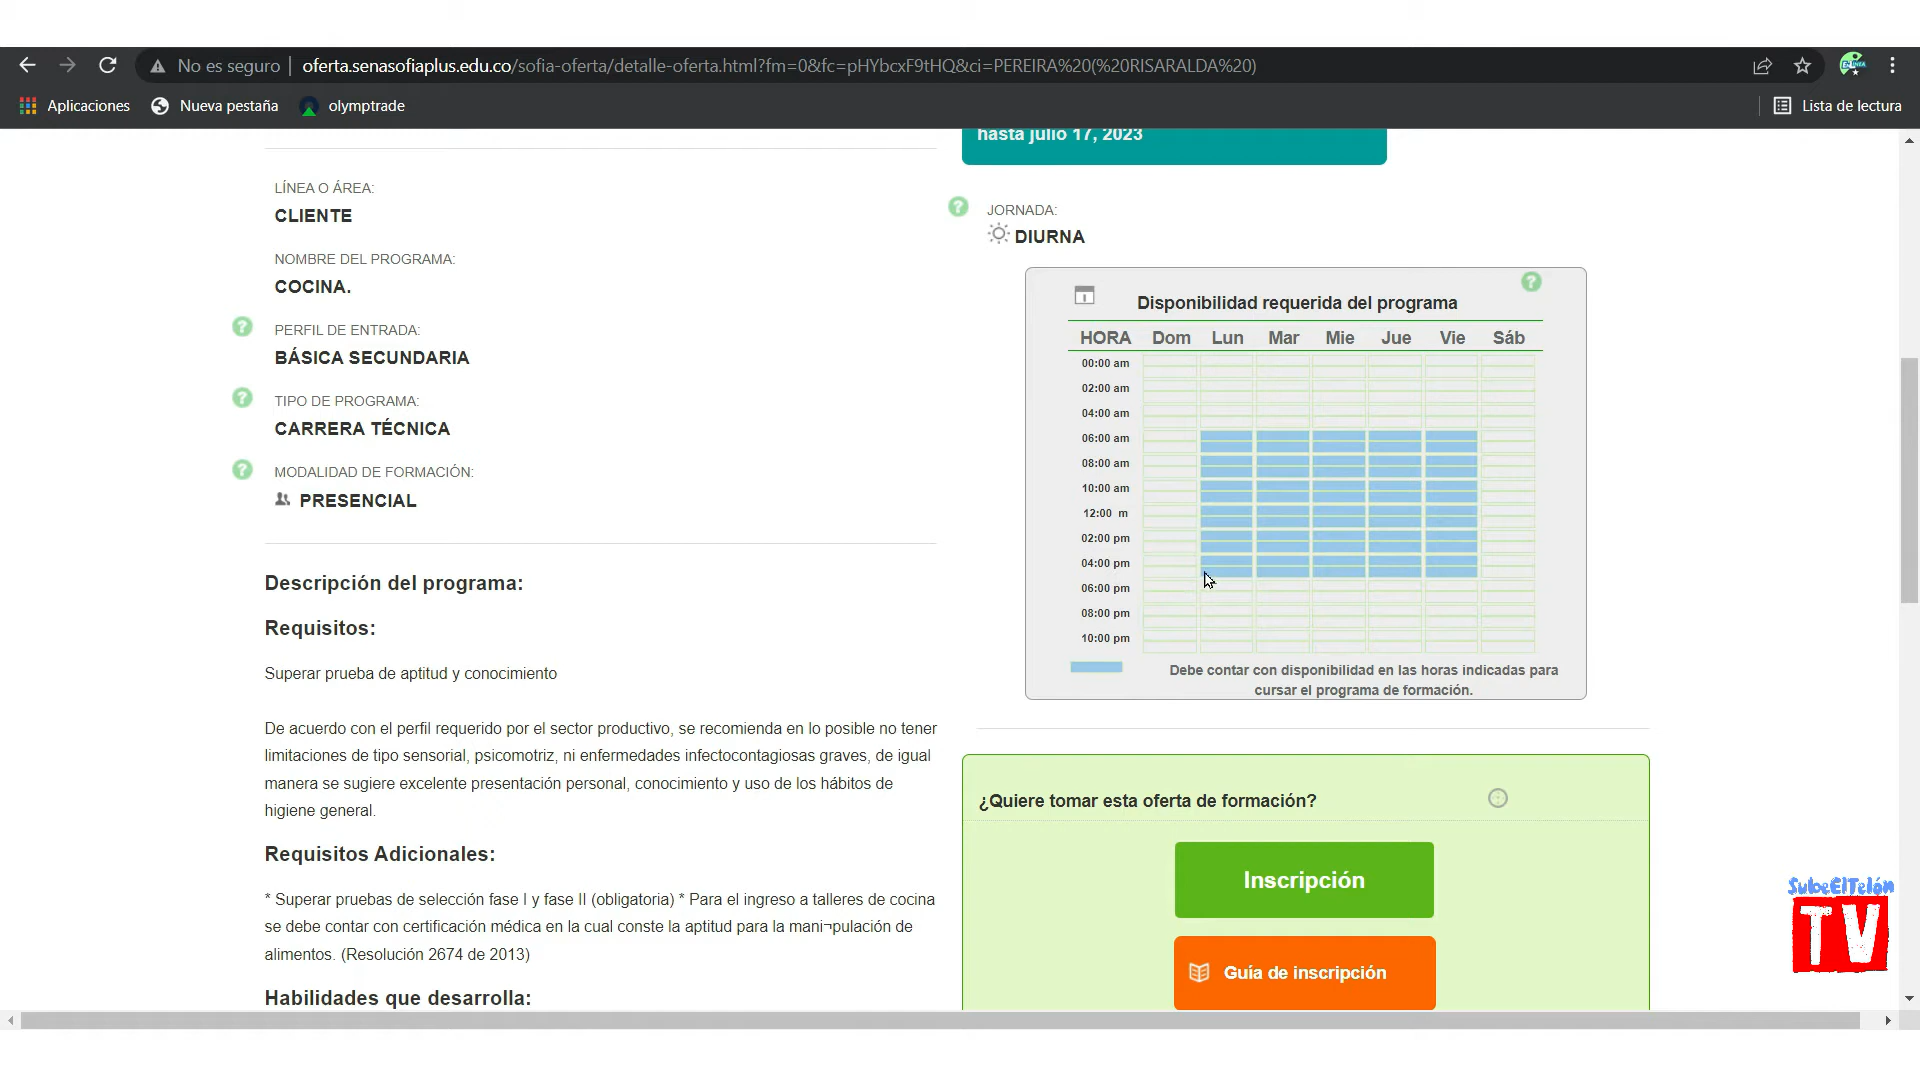 No es seguro | oferta.senasofiaplus.edu.co/sofia-oferta/detalle-oferta.html?fm=0&fc=pHYbcxF9tHQ&ci=PEREIRA%20(%20RISARALDA%20)
Aplicaciones Nueva pestaña olymptrade Lista de lectura
hasta julio 17, 2023
LÍNEA O ÁREA:
CLIENTE
NOMBRE DEL PROGRAMA:
COCINA.
PERFIL DE ENTRADA:
BÁSICA SECUNDARIA
TIPO DE PROGRAMA:
CARRERA TÉCNICA
MODALIDAD DE FORMACIÓN:
PRESENCIAL
Descripción del programa:
Requisitos:
Superar prueba de aptitud y conocimiento
De acuerdo con el perfil requerido por el sector productivo, se recomienda en lo posible no tener
limitaciones de tipo sensorial, psicomotriz, ni enfermedades infectocontagiosas graves, de igual
manera se sugiere excelente presentación personal, conocimiento y uso de los hábitos de
higiene general.
Requisitos Adicionales:
* Superar pruebas de selección fase I y fase II (obligatoria) * Para el ingreso a talleres de cocina
se debe contar con certificación médica en la cual conste la aptitud para la mani¬pulación de
alimentos. (Resolución 2674 de 2013)
Habilidades que desarrolla:
JORNADA:
DIURNA
Disponibilidad requerida del programa
HORA Dom Lun Mar Mie Jue Vie Sáb
00:00 am
02:00 am
04:00 am
06:00 am
08:00 am
10:00 am
12:00 m
02:00 pm
04:00 pm
06:00 pm
08:00 pm
10:00 pm
Debe contar con disponibilidad en las horas indicadas para
cursar el programa de formación.
¿Quiere tomar esta oferta de formación?
Inscripción
Guía de inscripción
SubeElTelón
TV